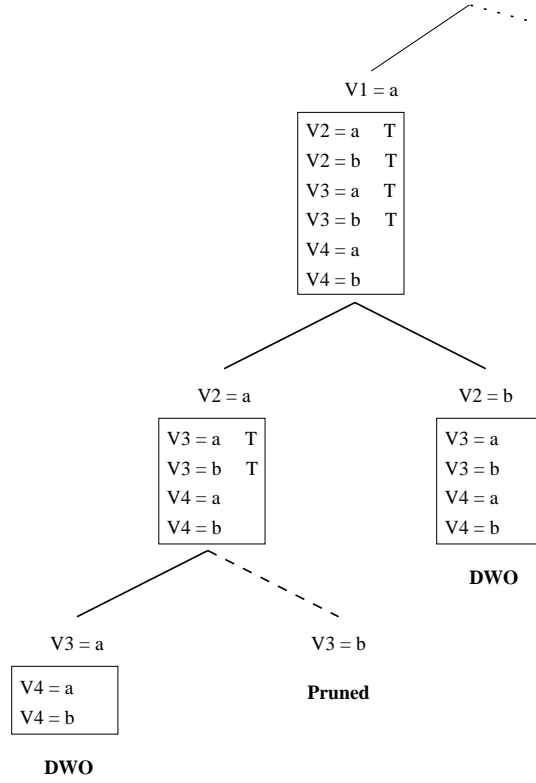 V1 = a
V2 = a T
V2 = b T
V3 = a T
V3 = b T
V4 = a
V4 = b
V2 = a
V3 = a T
V3 = b T
V4 = a
V4 = b
V2 = b
V3 = a
V3 = b
V4 = a
V4 = b
DWO
V3 = a
V4 = a
V4 = b
DWO
V3 = b
Pruned